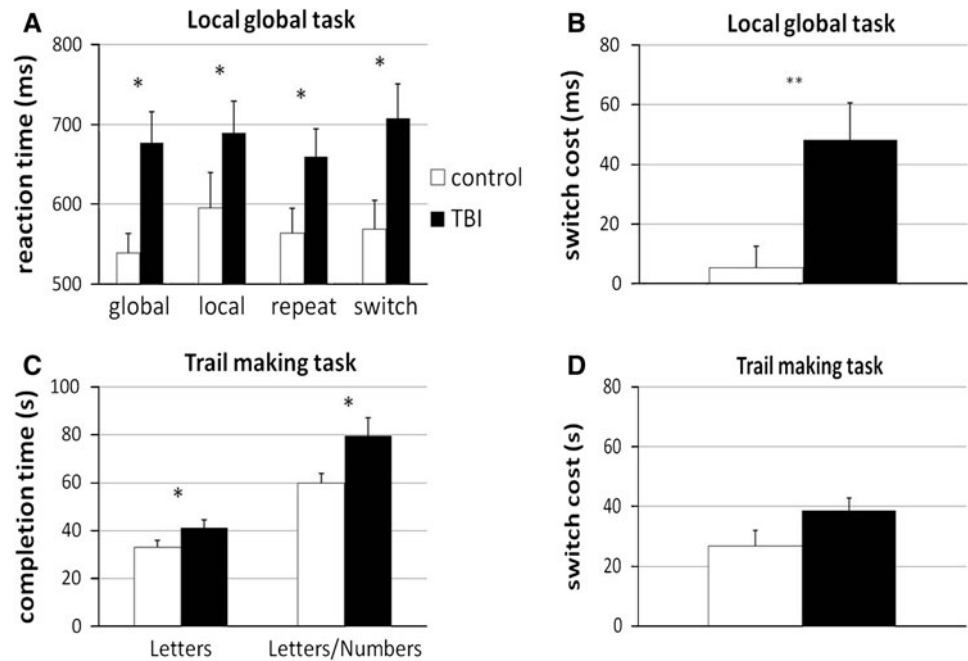 A
Local global task
reaction time (ms)
800
700
600
500
*
*
*
*
global
local
repeat
switch
control
TBI
B
Local global task
switch cost (ms)
80
60
40
20
0
**
C
Trail making task
completion time (s)
100
80
60
40
20
0
*
*
Letters
Letters/Numbers
D
Trail making task
switch cost (s)
80
60
40
20
0